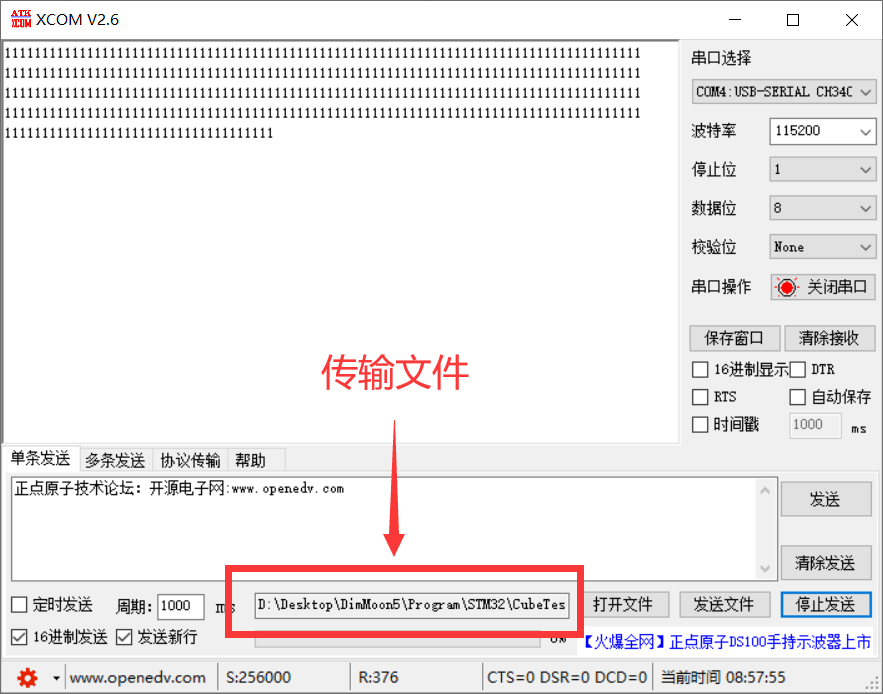 ATK
XCOM
XCOM V2.6
1111111111111111111111111111111111111111111111111111111111111111111111111111111111111
1111111111111111111111111111111111111111111111111111111111111111111111111111111111111
1111111111111111111111111111111111111111111111111111111111111111111111111111111111111
1111111111111111111111111111111111111111111111111111111111111111111111111111111111111
111111111111111111111111111111111111
传输文件
串口选择
COM4:USB-SERIAL CH340
波特率 115200
停止位 1
数据位 8
校验位 None
串口操作 关闭串口
保存窗口 清除接收
16进制显示 DTR
RTS 自动保存
时间戳 1000 ms
单条发送 多条发送 协议传输 帮助
正点原子技术论坛：开源电子网:www.openedv.com
发送
清除发送
定时发送 周期: 1000 ms D:\Desktop\DimMoon5\Program\STM32\CubeTes 打开文件 发送文件 停止发送
16进制发送 发送新行 0% 【火爆全网】正点原子DS100手持示波器上市
www.openedv.com S:256000 R:376 CTS=0 DSR=0 DCD=0 当前时间 08:57:55